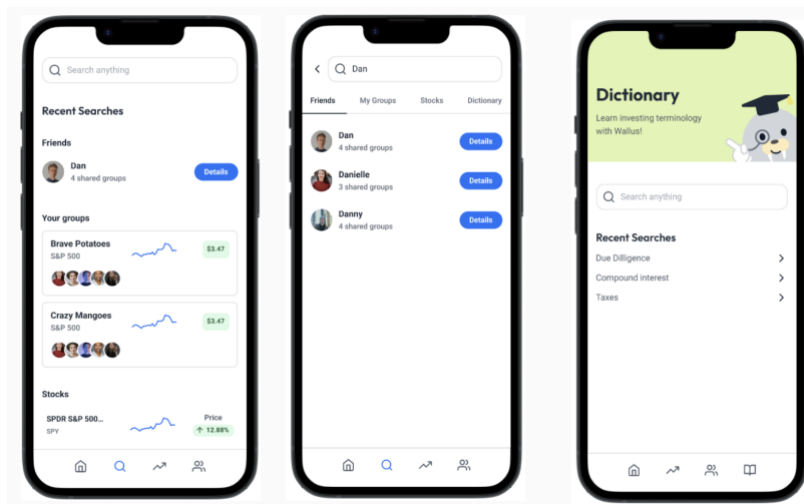 Search anything
Recent Searches
Friends
Dan
4 shared groups
Details
Your groups
Brave Potatoes
S&P 500
$3.47
Crazy Mangoes
S&P 500
$3.47
Stocks
SPDR S&P 500...
SPY
Price
↑ 12.88%
Dan
Friends My Groups Stocks Dictionary
Dan
4 shared groups
Details
Danielle
3 shared groups
Details
Danny
4 shared groups
Details
Dictionary
Learn investing terminology
with Wallus!
Search anything
Recent Searches
Due Dilligence
Compound interest
Taxes